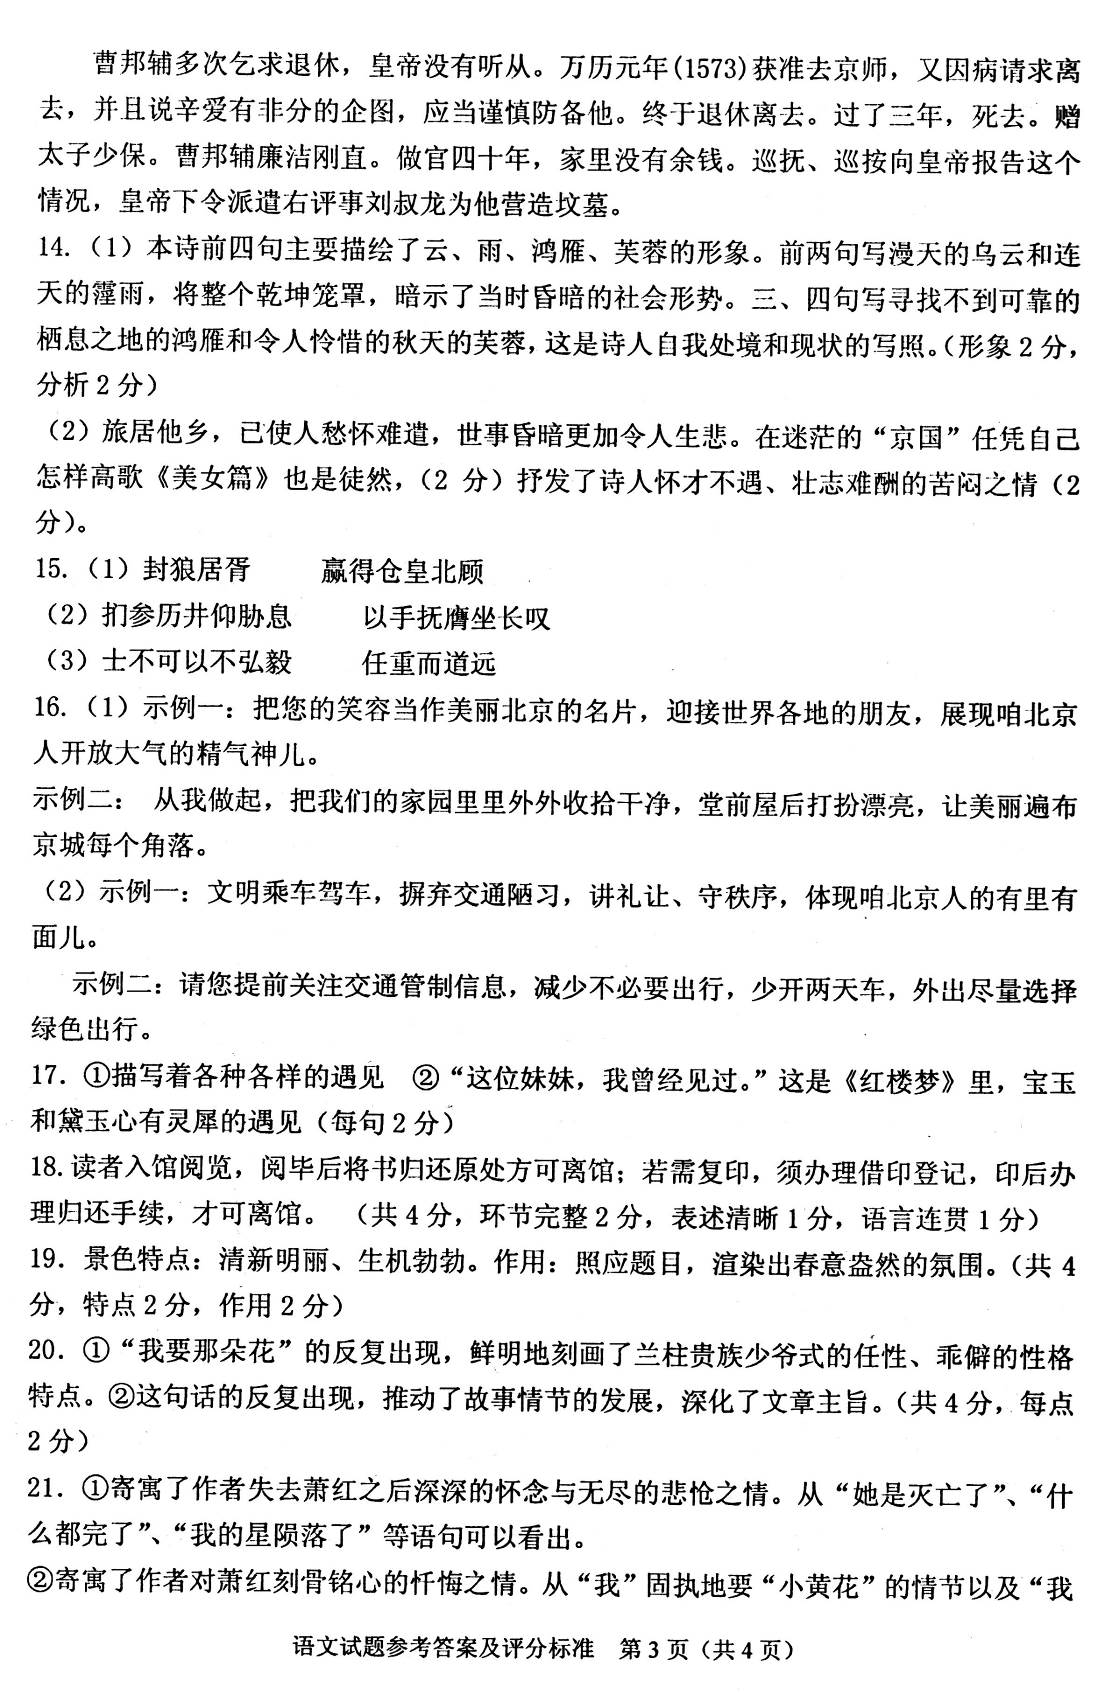 曹邦辅多次乞求退休，皇帝没有听从。万历元年(1573)获准去京师，又因病请求离
去，并且说辛爱有非分的企图，应当谨慎防备他。终于退休离去。过了三年，死去。赠
太子少保。曹邦辅廉洁刚直。做官四十年，家里没有余钱。巡抚、巡按向皇帝报告这个
情况，皇帝下令派遣右评事刘叔龙为他营造坟墓。
14.（1）本诗前四句主要描绘了云、雨、鸿雁、芙蓉的形象。前两句写漫天的乌云和连
天的霪雨，将整个乾坤笼罩，暗示了当时昏暗的社会形势。三、四句写寻找不到可靠的
栖息之地的鸿雁和令人怜惜的秋天的芙蓉，这是诗人自我处境和现状的写照。（形象2分，
分析2分）
（2）旅居他乡，已使人愁怀难遣，世事昏暗更加令人生悲。在迷茫的“京国”任凭自己
怎样高歌《美女篇》也是徒然，（2 分）抒发了诗人怀才不遇、壮志难酬的苦闷之情（2
分）。
15.（1）封狼居胥 赢得仓皇北顾
（2）扪参历井仰胁息 以手抚膺坐长叹
（3）士不可以不弘毅 任重而道远
16.（1）示例一：把您的笑容当作美丽北京的名片，迎接世界各地的朋友，展现咱北京
人开放大气的精气神儿。
示例二： 从我做起，把我们的家园里里外外收拾干净，堂前屋后打扮漂亮，让美丽遍布
京城每个角落。
（2）示例一：文明乘车驾车，摒弃交通陋习，讲礼让、守秩序，体现咱北京人的有里有
面儿。
示例二：请您提前关注交通管制信息，减少不必要出行，少开两天车，外出尽量选择
绿色出行。
17．①描写着各种各样的遇见 ②“这位妹妹，我曾经见过。”这是《红楼梦》里，宝玉
和黛玉心有灵犀的遇见（每句2分）
18.读者入馆阅览，阅毕后将书归还原处方可离馆；若需复印，须办理借印登记，印后办
理归还手续，才可离馆。 （共4分，环节完整2分，表述清晰1分，语言连贯1分）
19．景色特点：清新明丽、生机勃勃。作用：照应题目，渲染出春意盎然的氛围。（共 4
分，特点2分，作用2分）
20．①“我要那朵花”的反复出现，鲜明地刻画了兰柱贵族少爷式的任性、乖僻的性格
特点。②这句话的反复出现，推动了故事情节的发展，深化了文章主旨。（共4分，每点
2分）
21．①寄寓了作者失去萧红之后深深的怀念与无尽的悲怆之情。从“她是灭亡了”、“什
么都完了”、“我的星陨落了”等语句可以看出。
②寄寓了作者对萧红刻骨铭心的忏悔之情。从“我”固执地要“小黄花”的情节以及“我
语文试题参考答案及评分标准 第3页（共4页）